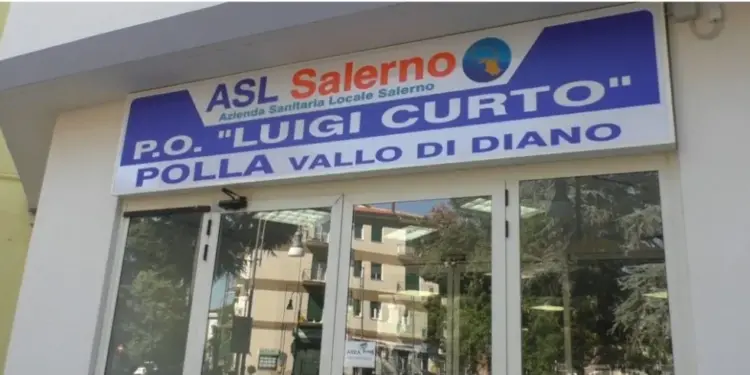 ASL Salerno
Azienda Sanitaria Locale Salerno
P.O. "LUIGI CURTO"
POLLA VALLO DI DIANO